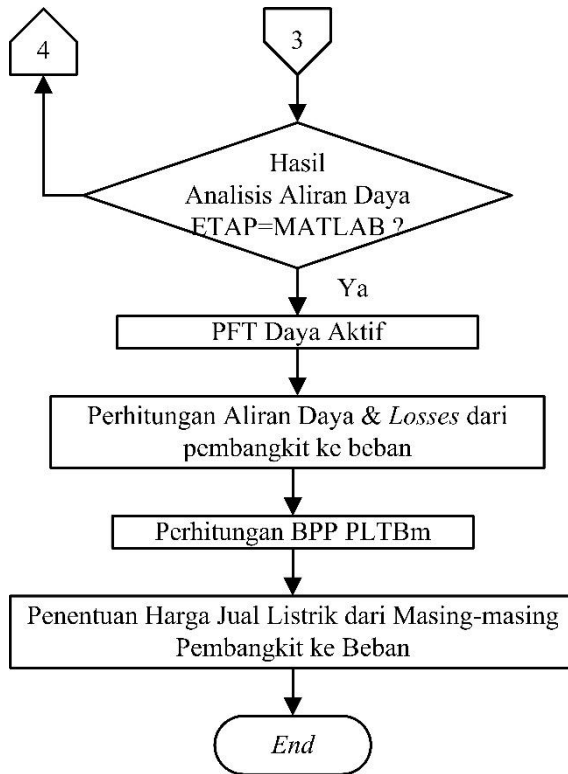 4
3
Hasil
Analisis Aliran Daya
ETAP=MATLAB ?
Ya
PFT Daya Aktif
Perhitungan Aliran Daya & Losses dari
pembangkit ke beban
Perhitungan BPP PLTBm
Penentuan Harga Jual Listrik dari Masing-masing
Pembangkit ke Beban
End